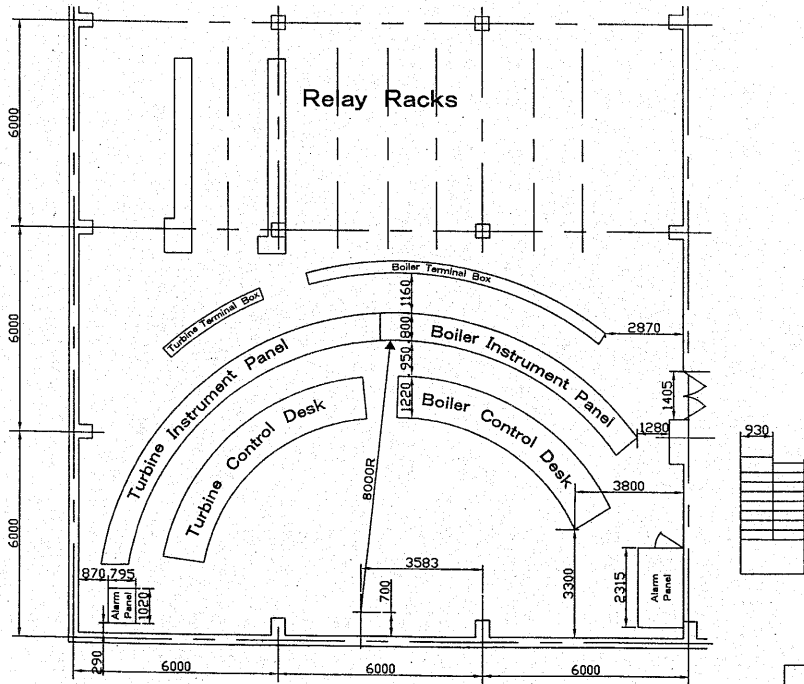 Relay Racks
6000
Boiler Terminal Box
Turbine Terminal Box
1160
2870
6000
800
Turbine Instrument Panel
Boiler Instrument Panel
950
1405
1220
Turbine Control Desk
Boiler Control Desk
1280
930
8000R
3800
6000
3583
3300
870
795
Alarm
Panel
1020
700
2315
Alarm
Panel
290
6000
6000
6000